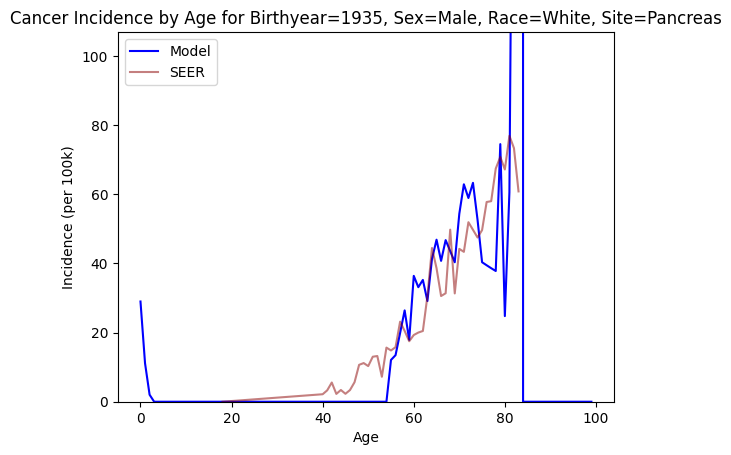 Cancer Incidence by Age for Birthyear=1935, Sex=Male, Race=White, Site=Pancreas
Model
SEER
Incidence (per 100k)
100
80
60
40
20
0
0 20 40 60 80 100
Age